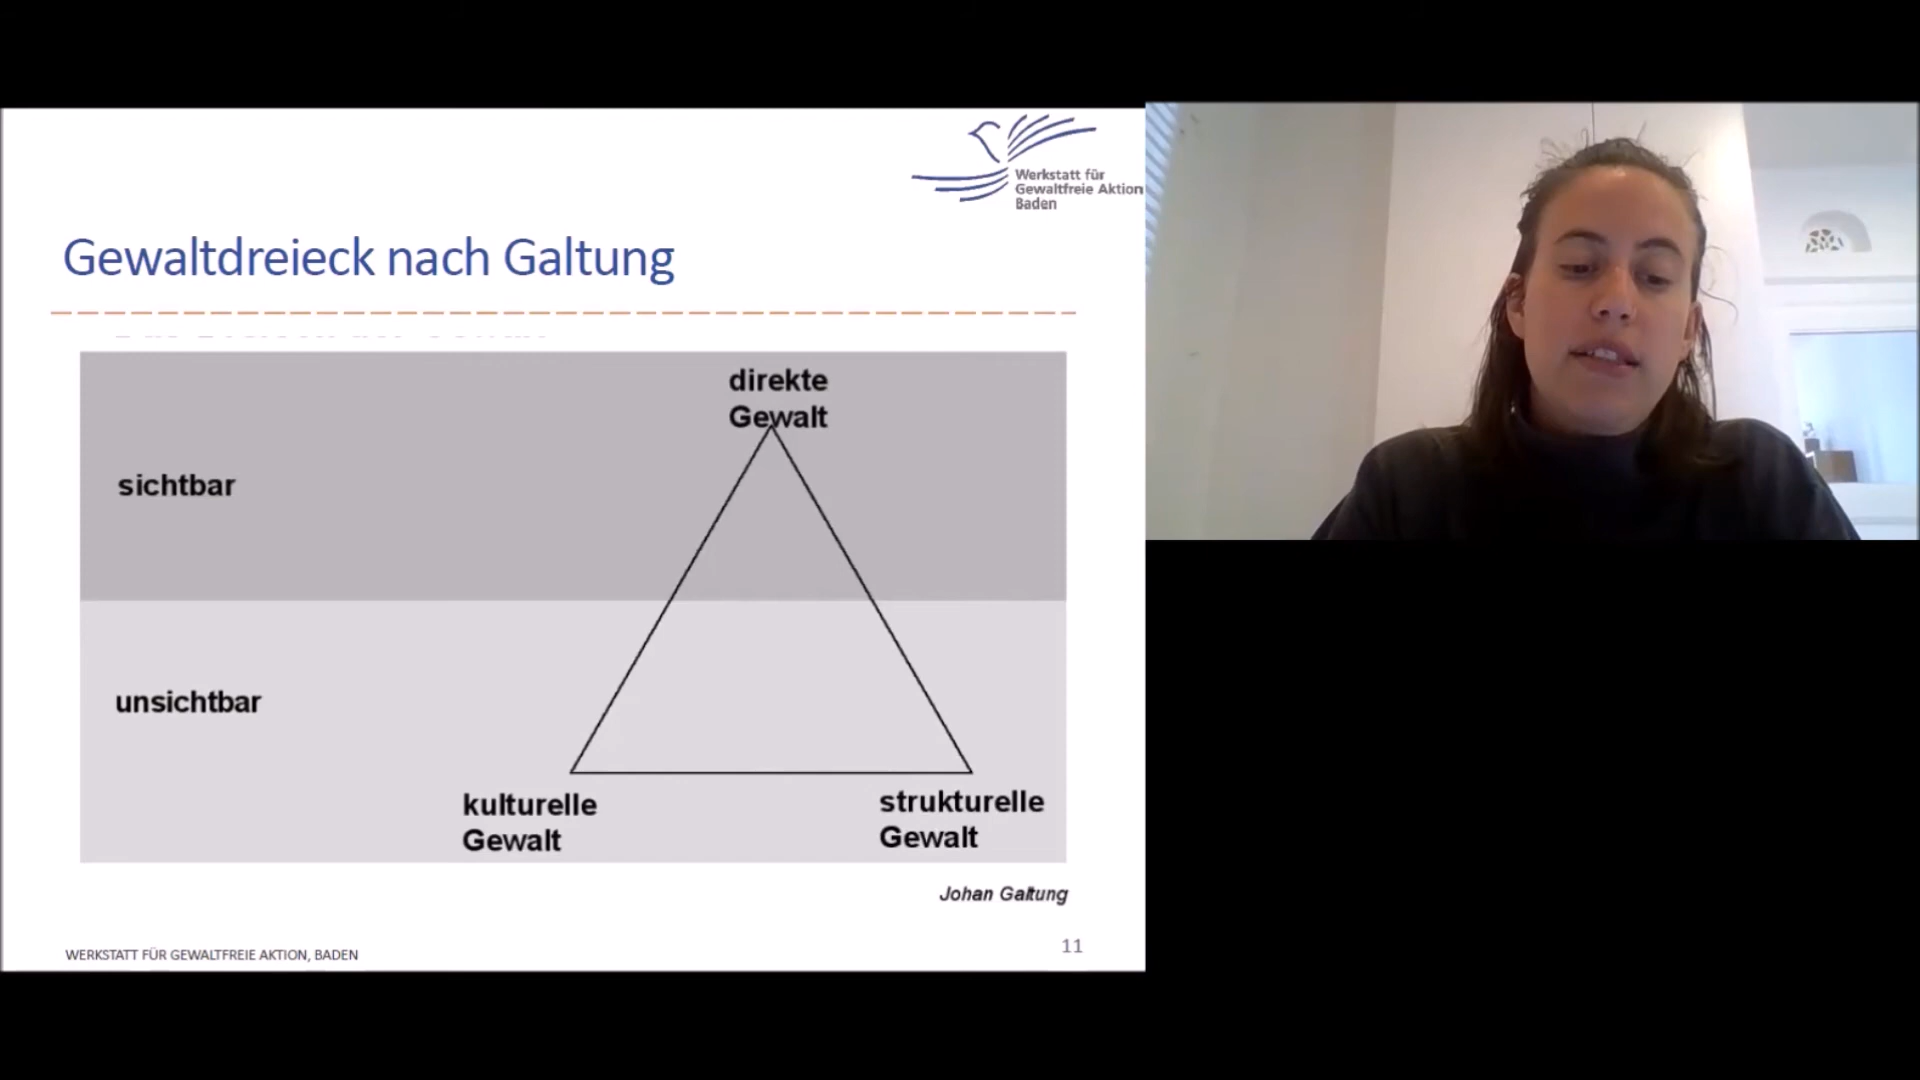 Werkstatt für
Gewaltfreie Aktion
Baden
Gewaltdreieck nach Galtung
direkte
Gewalt
sichtbar
unsichtbar
kulturelle
Gewalt
strukturelle
Gewalt
Johan Galtung
WERKSTATT FÜR GEWALTFREIE AKTION, BADEN
11